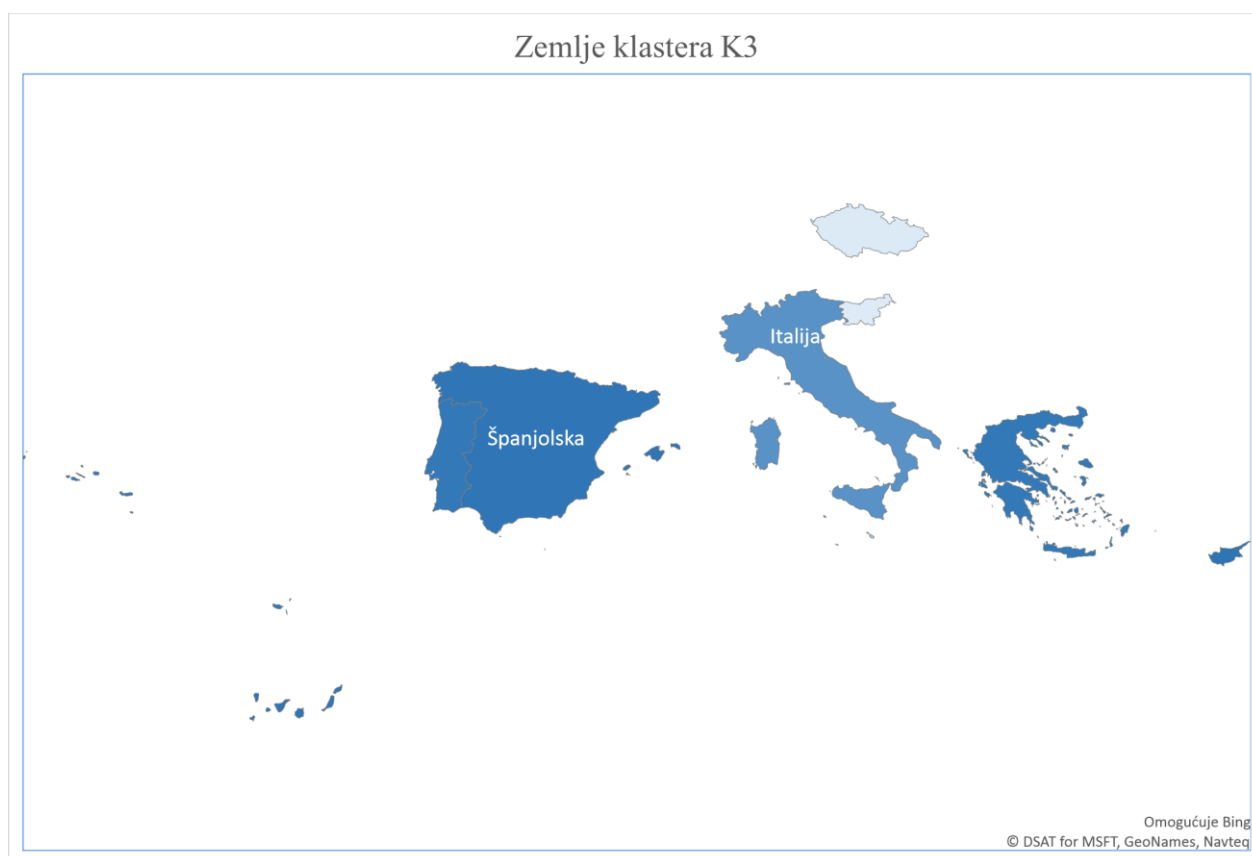 Zemlje klastera K3
Italija
Španjolska
Omogućuje Bing
© DSAT for MSFT, GeoNames, Navteq